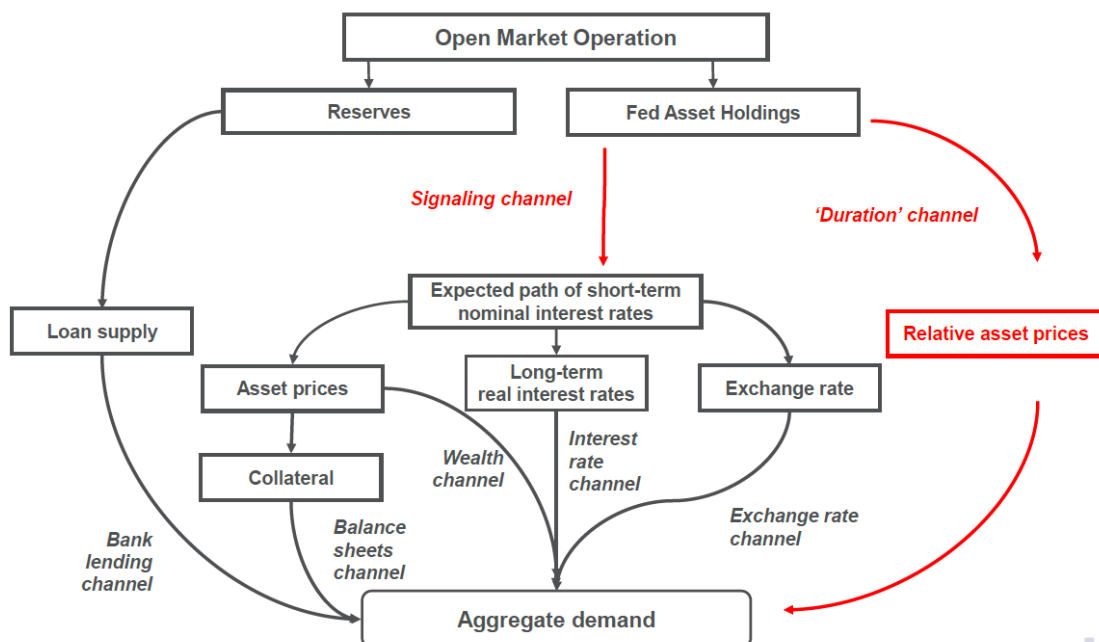 Open Market Operation
Reserves
Fed Asset Holdings
Signaling channel
‘Duration’ channel
Expected path of short-term
nominal interest rates
Loan supply
Relative asset prices
Asset prices
Long-term
real interest rates
Exchange rate
Collateral
Wealth
channel
Interest
rate
channel
Bank
lending
channel
Balance
sheets
channel
Exchange rate
channel
Aggregate demand